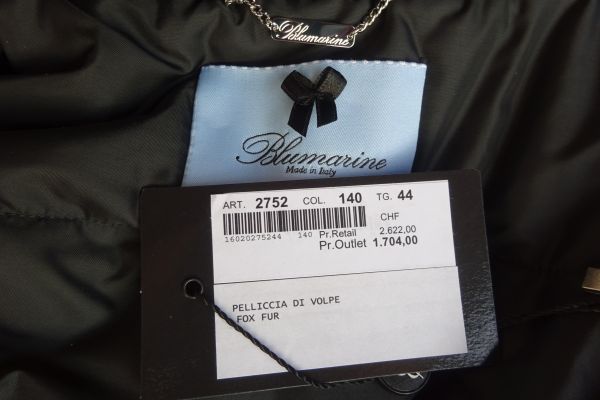 Blumarine
Blumarine
Made in Italy
ART. 2752 COL. 140 TG. 44
CHF
16020275244 140 Pr.Retail 2.622,00
Pr.Outlet 1.704,00
PELLICCIA DI VOLPE
FOX FUR